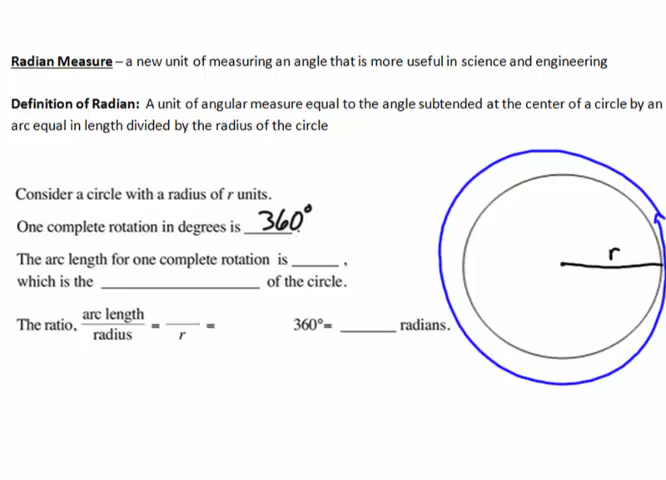 Radian Measure – a new unit of measuring an angle that is more useful in science and engineering
Definition of Radian: A unit of angular measure equal to the angle subtended at the center of a circle by an
arc equal in length divided by the radius of the circle
Consider a circle with a radius of r units.
One complete rotation in degrees is 360°.
The arc length for one complete rotation is ______,
which is the ____________________ of the circle.
The ratio, arc length / radius = ____ / r = 360°= _______ radians.
r